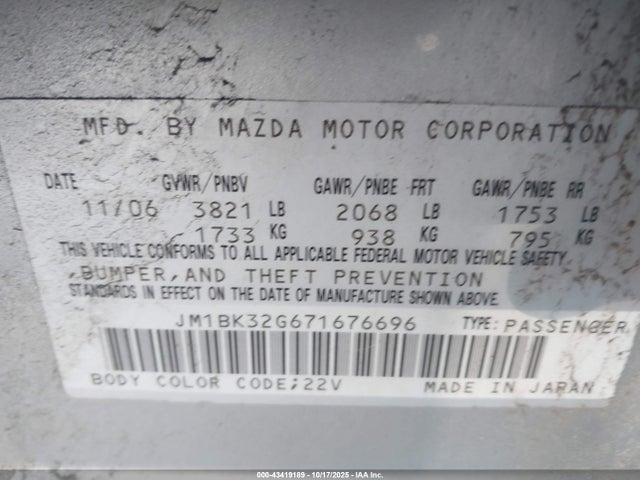 MFD. BY MAZDA MOTOR CORPORATION
DATE GVWR/PNBV GAWR/PNBE FRT GAWR/PNBE RR
11/06 3821 LB 2068 LB 1753 LB
1733 KG 938 KG 795 KG
THIS VEHICLE CONFORMS TO ALL APPLICABLE FEDERAL MOTOR VEHICLE SAFETY,
BUMPER, AND THEFT PREVENTION
STANDARDS IN EFFECT ON THE DATE OF MANUFACTURE SHOWN ABOVE.
JM1BK32G671676696 TYPE: PASSENGER
BODY COLOR CODE;22V MADE IN JAPAN
000-43419189 - 10/17/2025 - IAA Inc.